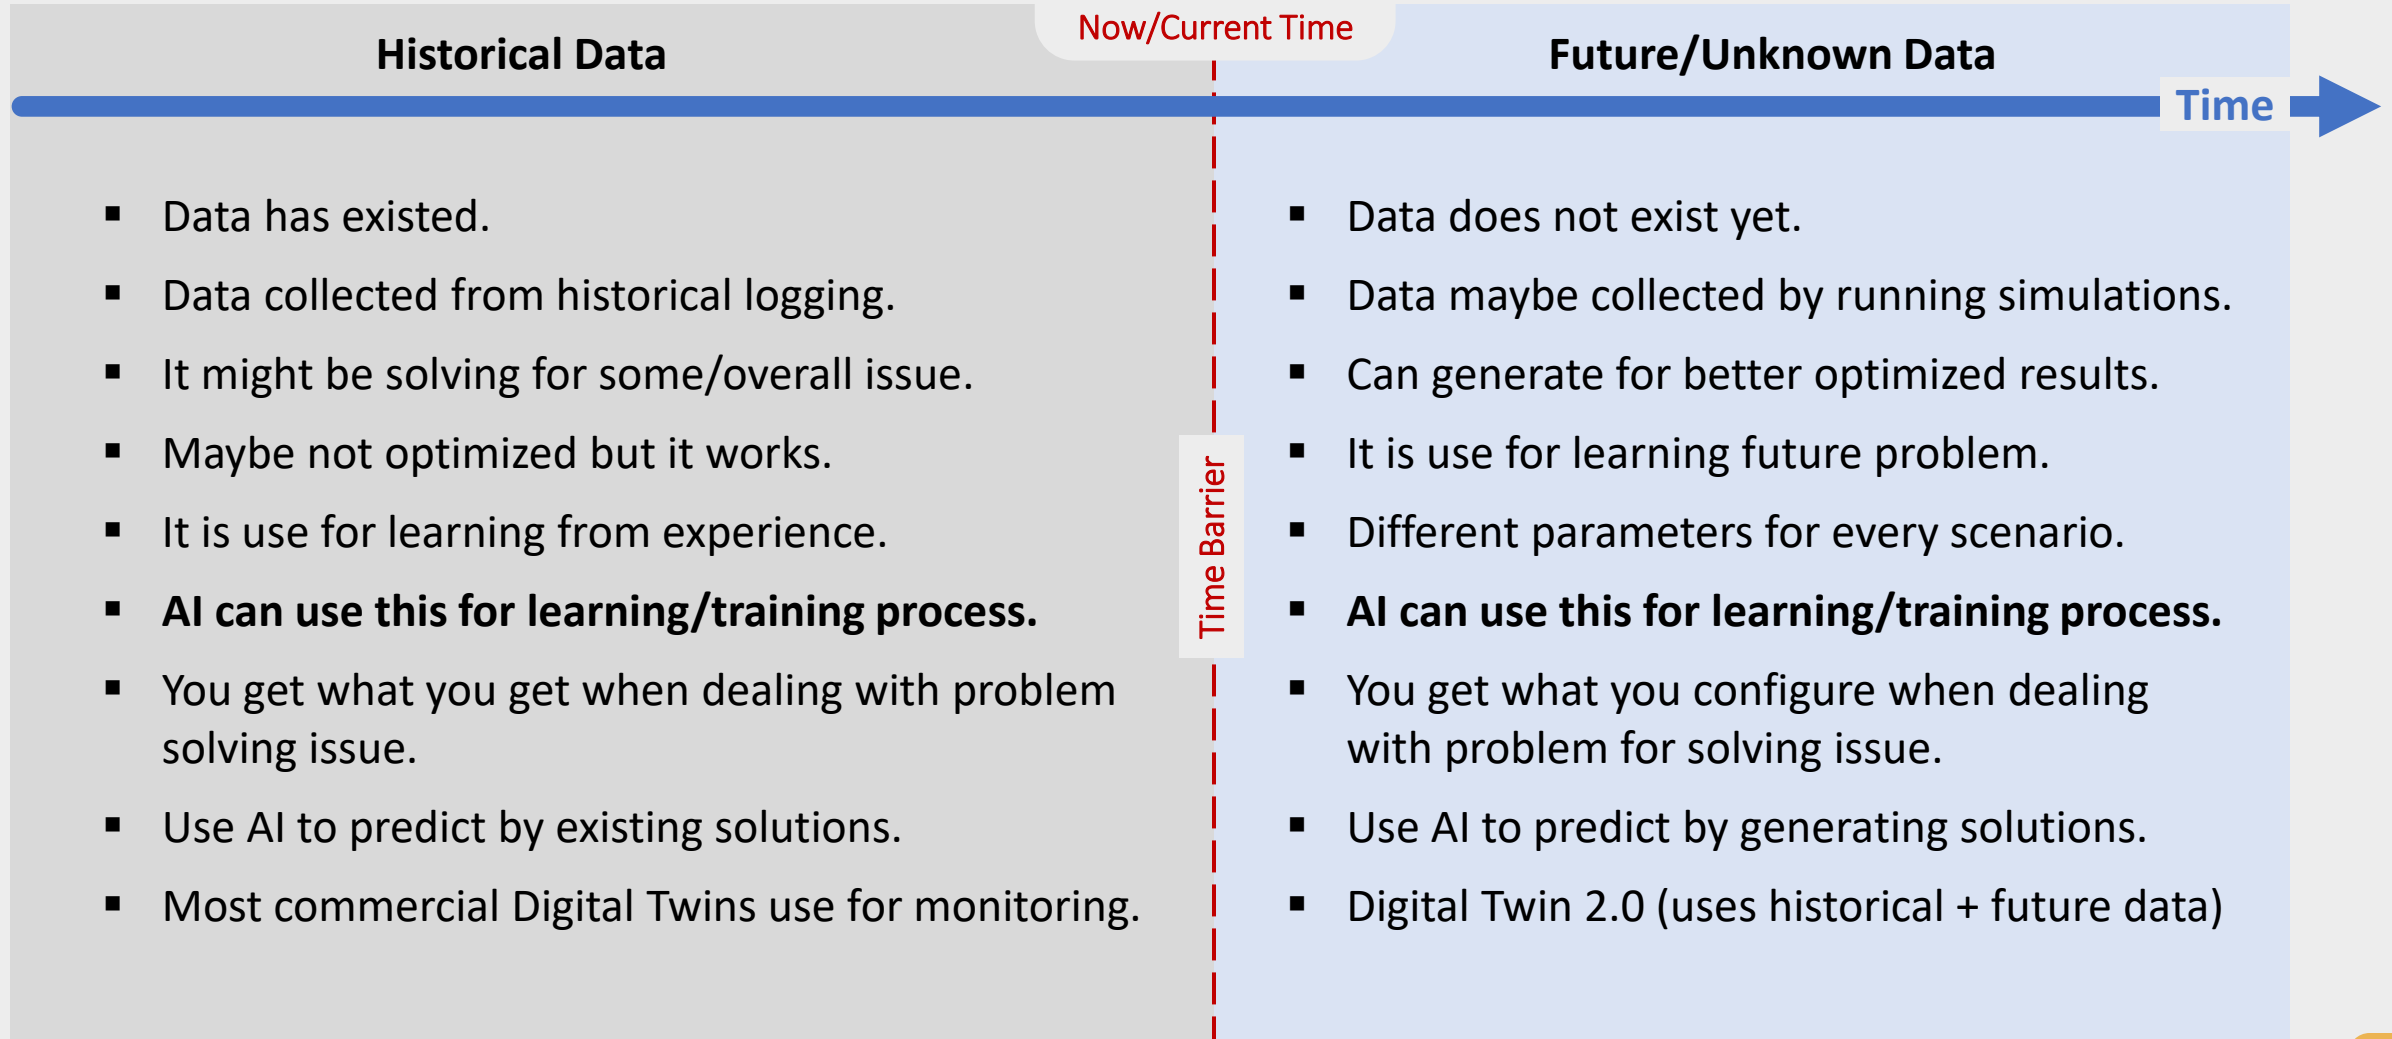 Now/Current Time
Historical Data
Future/Unknown Data
Time
▪ Data has existed.
▪ Data collected from historical logging.
▪ It might be solving for some/overall issue.
▪ Maybe not optimized but it works.
▪ It is use for learning from experience.
▪ AI can use this for learning/training process.
▪ You get what you get when dealing with problem
solving issue.
▪ Use AI to predict by existing solutions.
▪ Most commercial Digital Twins use for monitoring.
Time Barrier
▪ Data does not exist yet.
▪ Data maybe collected by running simulations.
▪ Can generate for better optimized results.
▪ It is use for learning future problem.
▪ Different parameters for every scenario.
▪ AI can use this for learning/training process.
▪ You get what you configure when dealing
with problem for solving issue.
▪ Use AI to predict by generating solutions.
▪ Digital Twin 2.0 (uses historical + future data)